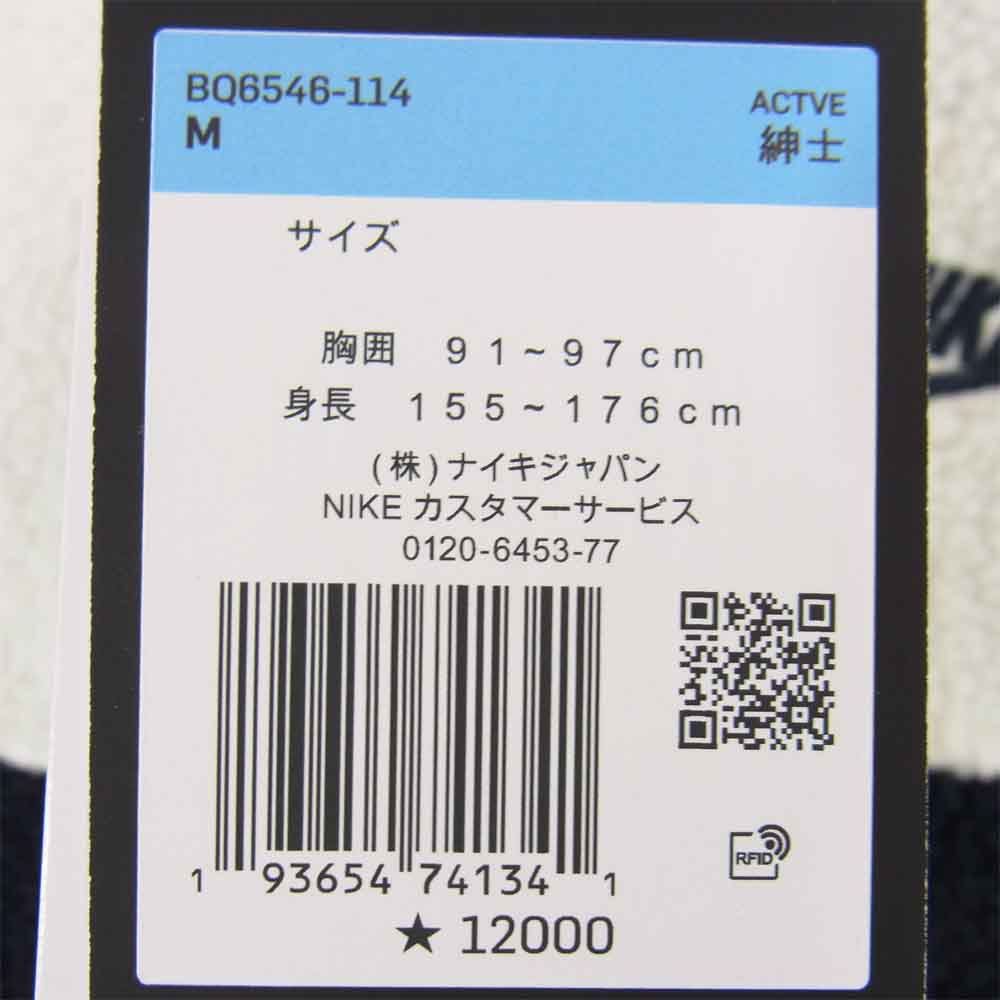 BQ6546-114
M
ACTVE
紳士
サイズ
胸囲 91~97cm
身長 155~176cm
(株)ナイキジャパン
NIKE カスタマーサービス
0120-6453-77
1 93654 74134 1
RFID
★ 12000